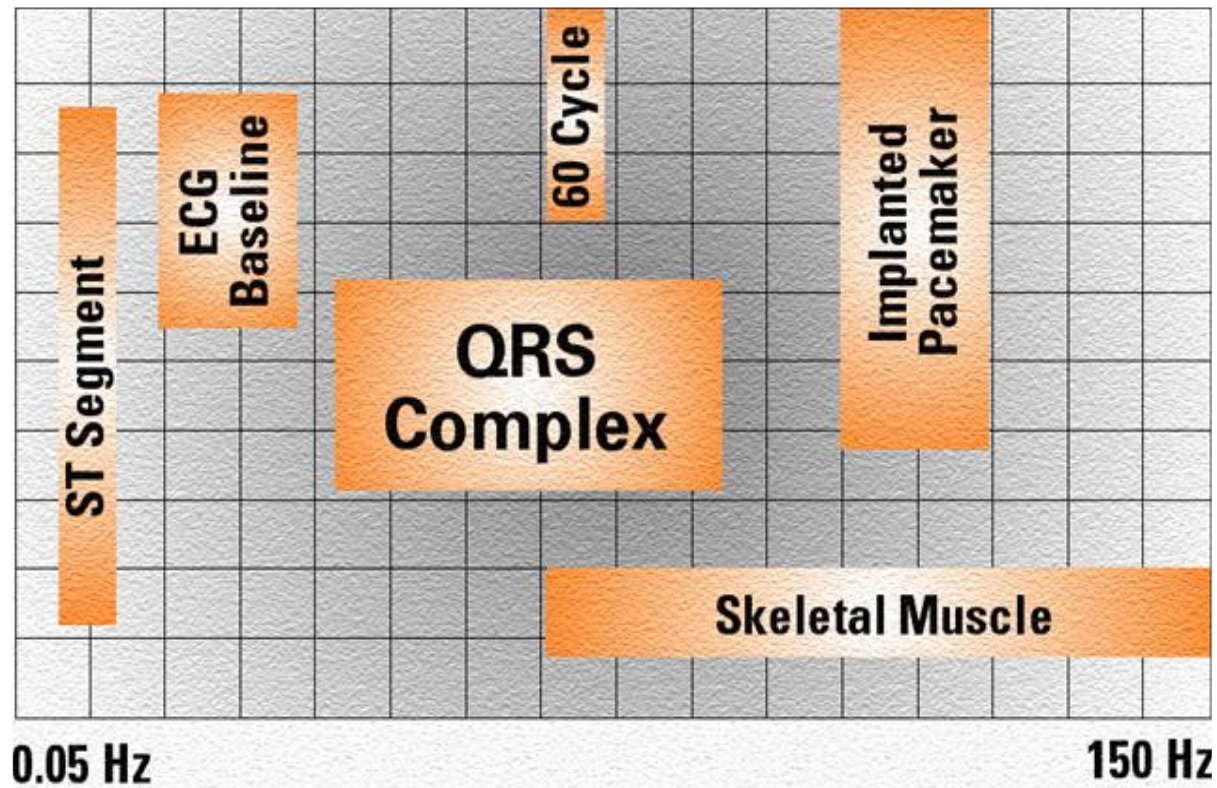 ST Segment
ECG
Baseline
60 Cycle
QRS
Complex
Implanted
Pacemaker
Skeletal Muscle
0.05 Hz
150 Hz